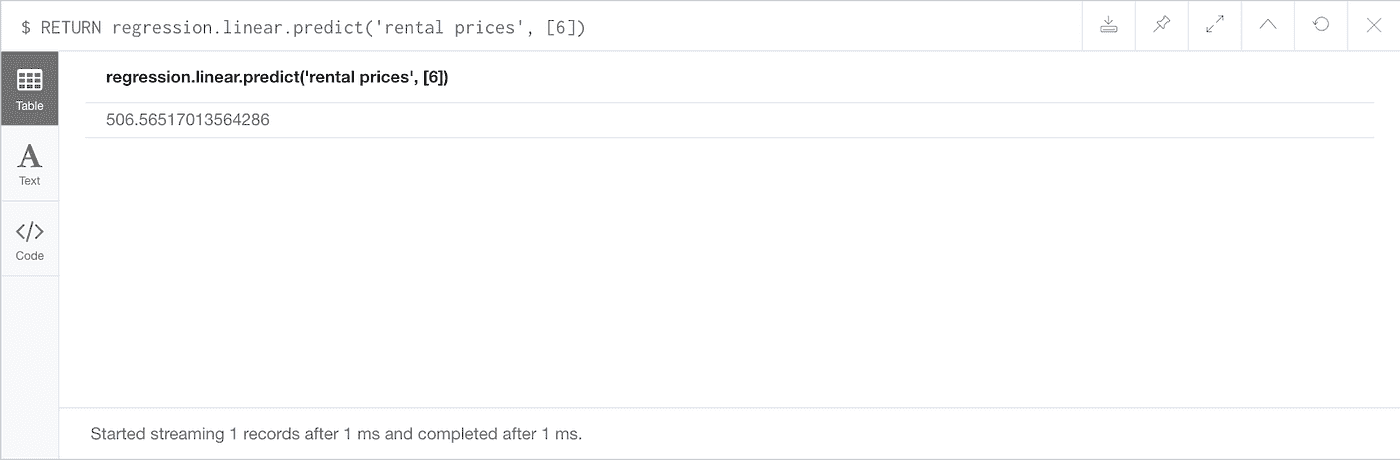 $ RETURN regression.linear.predict('rental prices', [6])
Table
regression.linear.predict('rental prices', [6])
506.56517013564286
A
Text
</>
Code
Started streaming 1 records after 1 ms and completed after 1 ms.